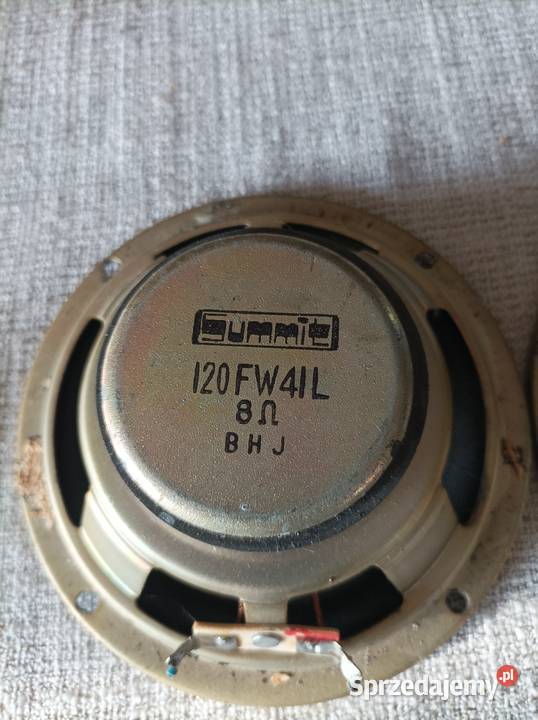 Summit
120FW41L
8Ω
BHJ
Sprzedajemy.pl